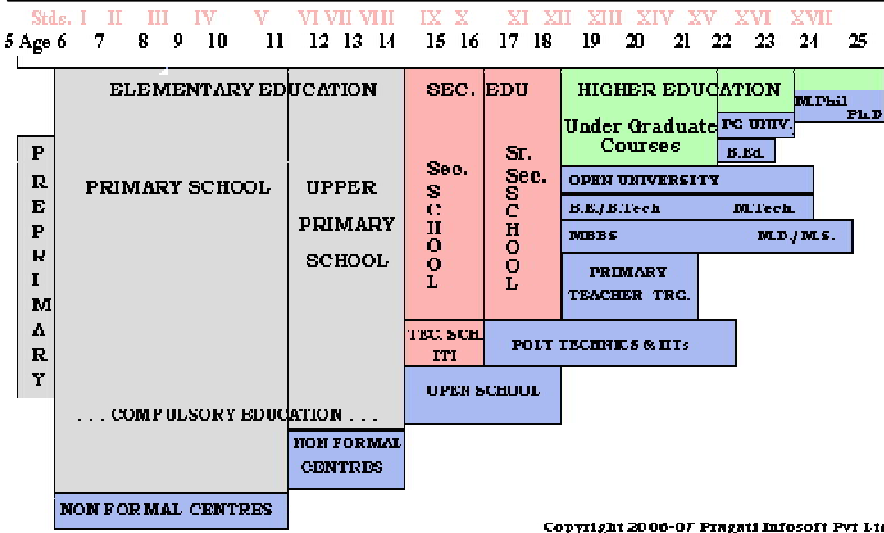 Stds. I II III IV V VI VII VIII IX X XI XII XIII XIV XV XVI XVII
5 Age 6 7 8 9 10 11 12 13 14 15 16 17 18 19 20 21 22 23 24 25
ELEMENTARY EDUCATION
SEC. EDU
HIGHER EDUCATION
M.Phil
Ph.D
Under Graduate
Courses
PG UNIV.
B.Ed.
PREPRIMARY
PRIMARY SCHOOL
UPPER
PRIMARY
SCHOOL
Sec.
SCHOOL
Sr.
Sec.
SCHOOL
OPEN UNIVERSITY
B.E./B.Tech M.Tech.
MBBS M.D./M.S.
PRIMARY
TEACHER TRG.
TEC. SCH.
ITI
POLY TECHNICS & IITs
OPEN SCHOOL
. . . COMPULSORY EDUCATION . . .
NON FORMAL
CENTRES
NON FORMAL CENTRES
Copyright 2006-07 Pragati Infosoft Pvt